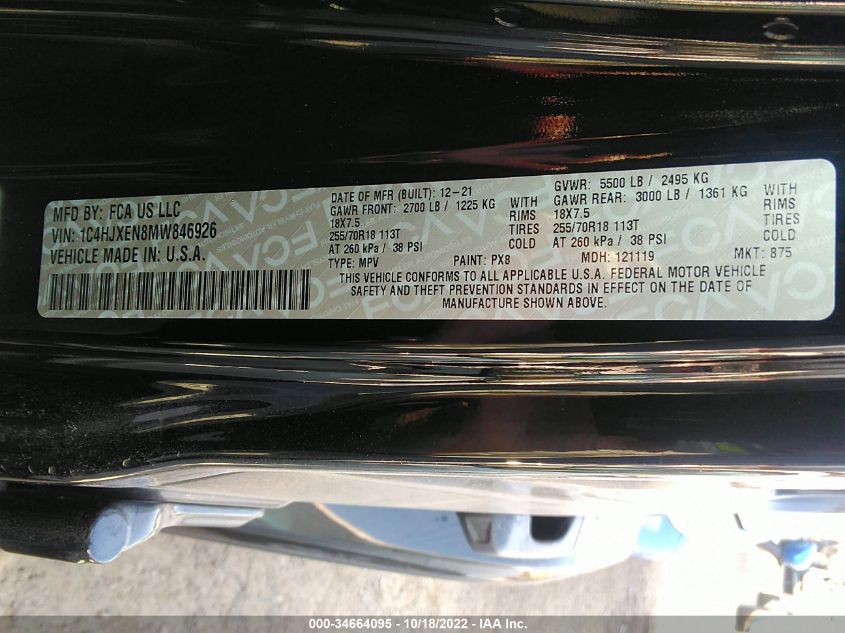 MFD BY: FCA US LLC
VIN: 1C4HJXEN8MW846926
VEHICLE MADE IN: U.S.A.
DATE OF MFR (BUILT): 12-21
GAWR FRONT: 2700 LB / 1225 KG WITH
18X7.5 RIMS
255/70R18 113T TIRES
AT 260 kPa / 38 PSI COLD
GVWR: 5500 LB / 2495 KG
GAWR REAR: 3000 LB / 1361 KG WITH
18X7.5 RIMS
255/70R18 113T TIRES
AT 260 kPa / 38 PSI COLD
TYPE: MPV PAINT: PX8 MDH: 121119 MKT: 875
THIS VEHICLE CONFORMS TO ALL APPLICABLE U.S.A. FEDERAL MOTOR VEHICLE
SAFETY AND THEFT PREVENTION STANDARDS IN EFFECT ON THE DATE OF
MANUFACTURE SHOWN ABOVE.
000-34664095 - 10/18/2022 - IAA Inc.